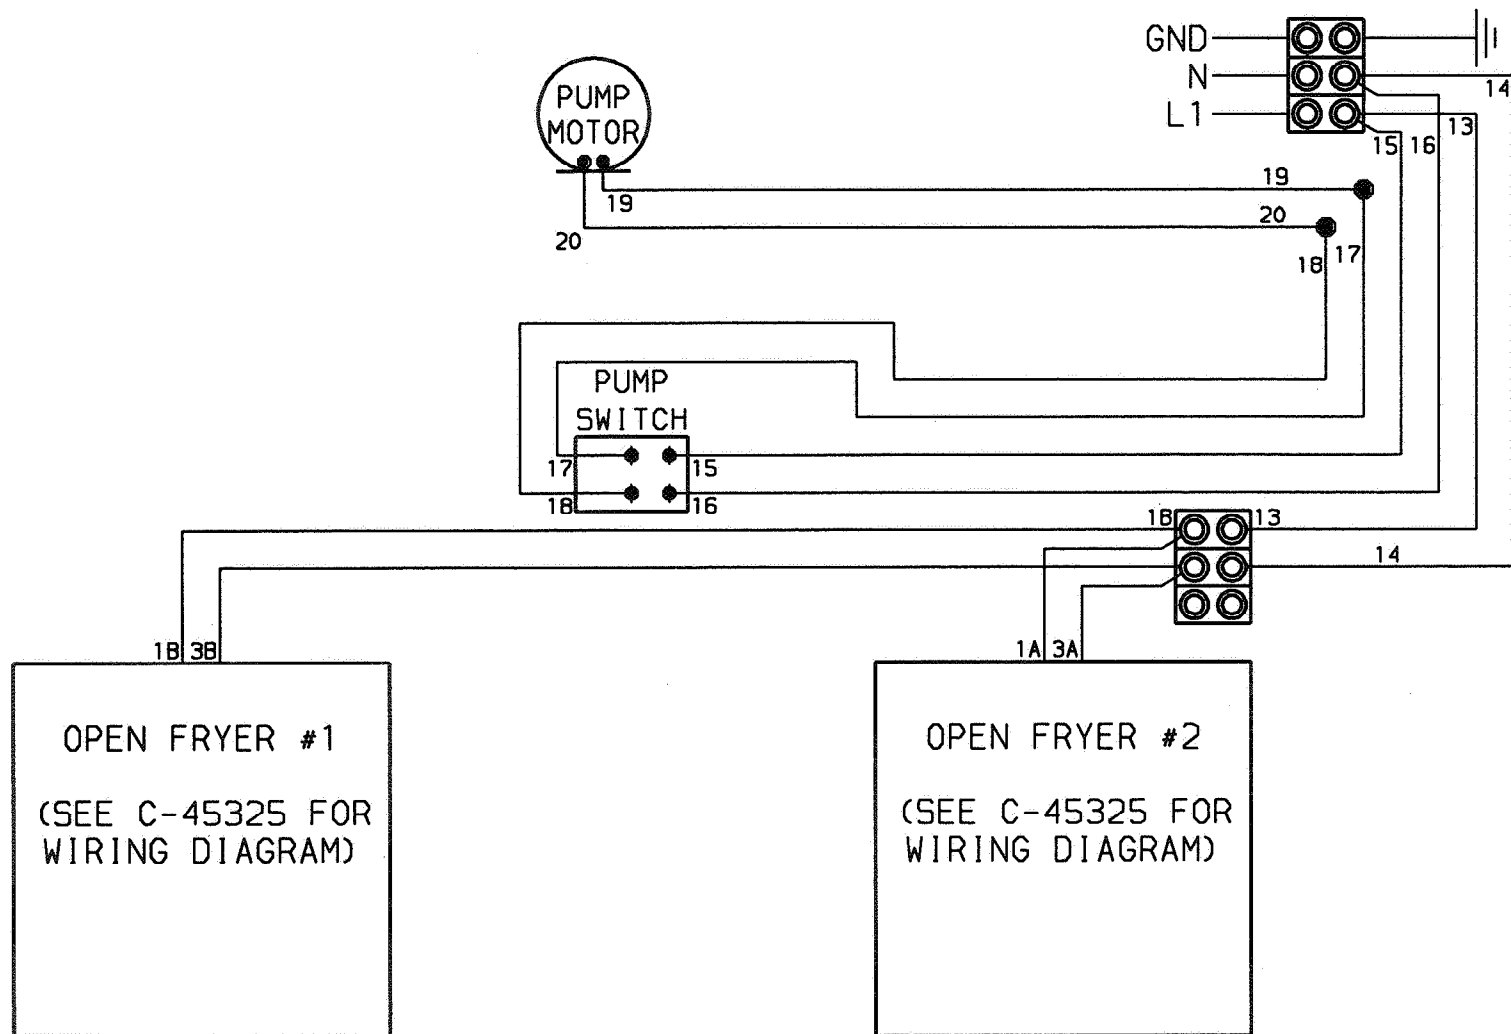 GND
N
14
L1
13
15
16
PUMP
MOTOR
19
19
20
20
17
18
PUMP
SWITCH
17
15
18
16
1B
13
14
1B
3B
1A
3A
OPEN FRYER #1
(SEE C-45325 FOR
WIRING DIAGRAM)
OPEN FRYER #2
(SEE C-45325 FOR
WIRING DIAGRAM)